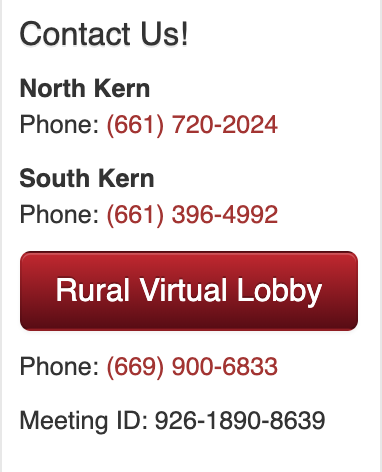 Contact Us!
North Kern
Phone: (661) 720-2024
South Kern
Phone: (661) 396-4992
Rural Virtual Lobby
Phone: (669) 900-6833
Meeting ID: 926-1890-8639